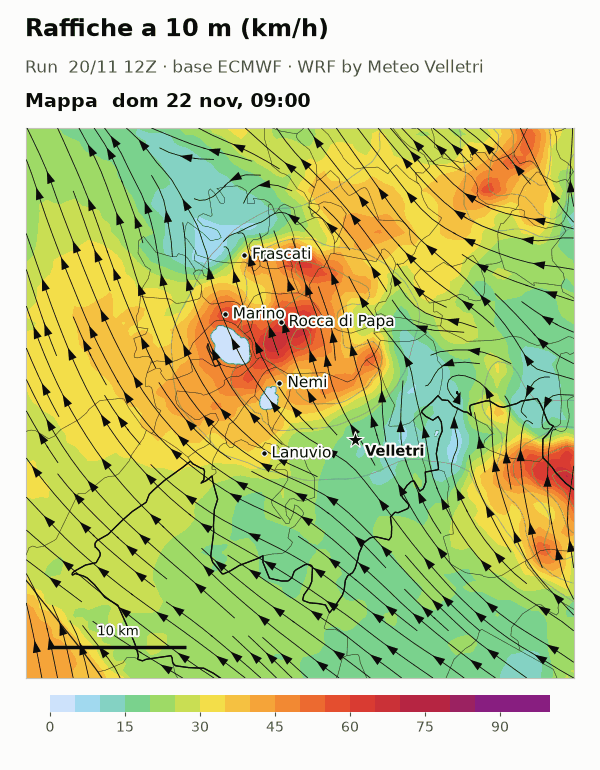 Raffiche a 10 m (km/h)
Run  20/11 12Z · base ECMWF · WRF by Meteo Velletri
Mappa  dom 22 nov, 09:00
Frascati
Marino
Rocca di Papa
Nemi
Velletri
Lanuvio
10 km
0 15 30 45 60 75 90